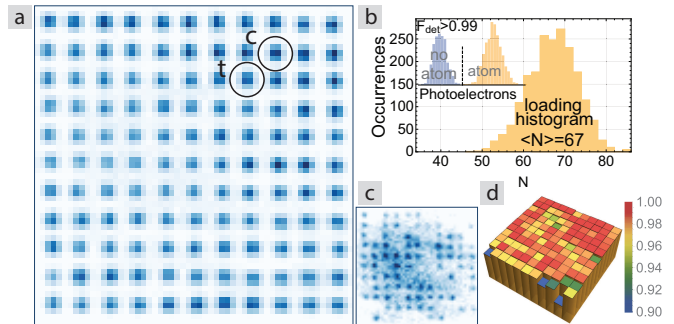 a
c
t
b
Occurrences
250
200
150
100
50
0
F_det>0.99
no
atom
atom
Photoelectrons
loading
histogram
<N>=67
40 50 60 70 80
N
c
d
1.00
0.98
0.96
0.94
0.92
0.90